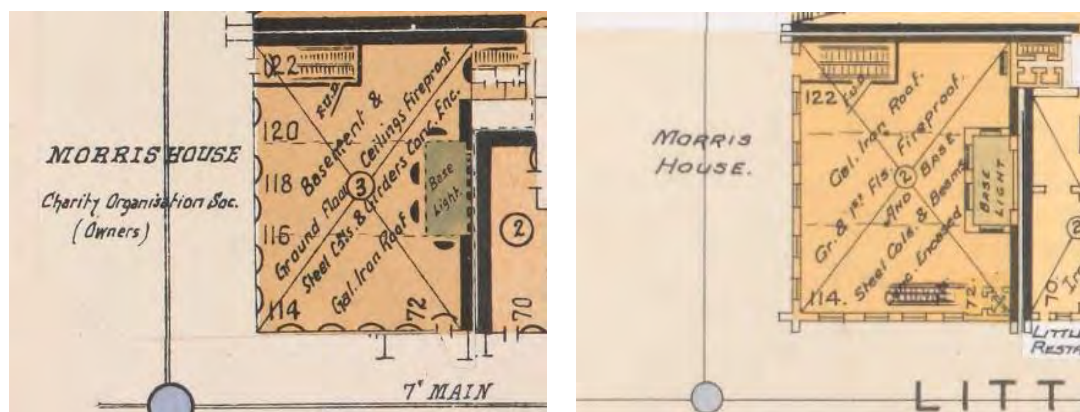 122
F.U.D
120
Basement &
Ceilings Fireproof
MORRIS HOUSE
118
Ground Floor
Steel Cols. & Girders Conc. Enc.
Base
Light
Charity Organisation Soc.
(Owners)
3
116
Gal. Iron Roof
2
114
72
70
7" MAIN
122
F.U.D
Gal. Iron Roof.
MORRIS
HOUSE.
Gr. & 1st Fls. Fireproof.
AND BASE.
2
BASE
LIGHT
Steel Cols. & Beams
Encased
114.
72.
70.
LITTL
RESTA
LITT